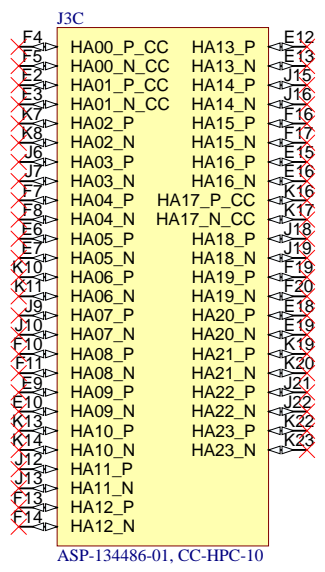 J3C
F4 HA00_P_CC HA13_P E12
F5 HA00_N_CC HA13_N E13
E2 HA01_P_CC HA14_P J15
E3 HA01_N_CC HA14_N J16
K7 HA02_P HA15_P F16
K8 HA02_N HA15_N F17
J6 HA03_P HA16_P E15
J7 HA03_N HA16_N E16
F7 HA04_P HA17_P_CC K16
F8 HA04_N HA17_N_CC K17
E6 HA05_P HA18_P J18
E7 HA05_N HA18_N J19
K10 HA06_P HA19_P F19
K11 HA06_N HA19_N F20
J9 HA07_P HA20_P E18
J10 HA07_N HA20_N E19
F10 HA08_P HA21_P K19
F11 HA08_N HA21_N K20
E9 HA09_P HA22_P J21
E10 HA09_N HA22_N J22
K13 HA10_P HA23_P K22
K14 HA10_N HA23_N K23
J12 HA11_P
J13 HA11_N
F13 HA12_P
F14 HA12_N
ASP-134486-01, CC-HPC-10